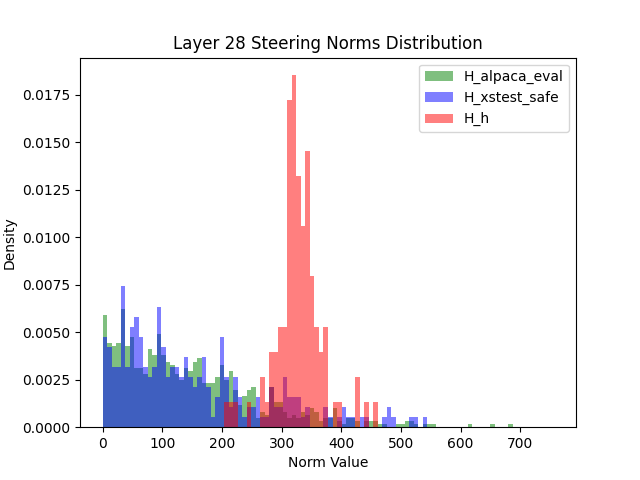 Layer 28 Steering Norms Distribution
H_alpaca_eval
H_xstest_safe
H_h
Density
0.0175
0.0150
0.0125
0.0100
0.0075
0.0050
0.0025
0.0000
0 100 200 300 400 500 600 700
Norm Value